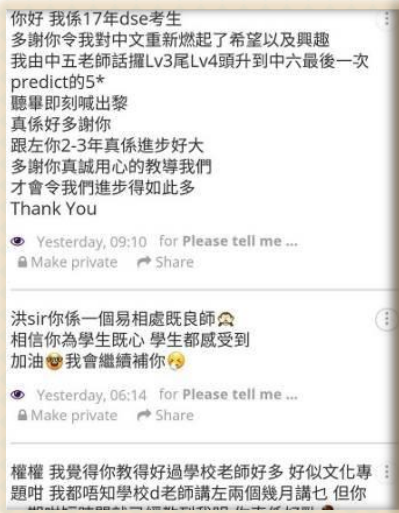 你好 我係17年dse考生
多謝你令我對中文重新燃起了希望以及興趣
我由中五老師話攞Lv3尾Lv4頭升到中六最後一次
predict的5*
聽畢即刻喊出黎
真係好多謝你
跟左你2-3年真係進步好大
多謝你真誠用心的教導我們
才會令我們進步得如此多
Thank You
Yesterday, 09:10 for Please tell me ...
Make private Share
洪sir你係一個易相處既良師
相信你為學生既心 學生都感受到
加油 我會繼續補你
Yesterday, 06:14 for Please tell me ...
Make private Share
權權 我覺得你教得好過學校老師好多 好似文化專
題咁 我都唔知學校d老師講左兩個幾月講乜 但你